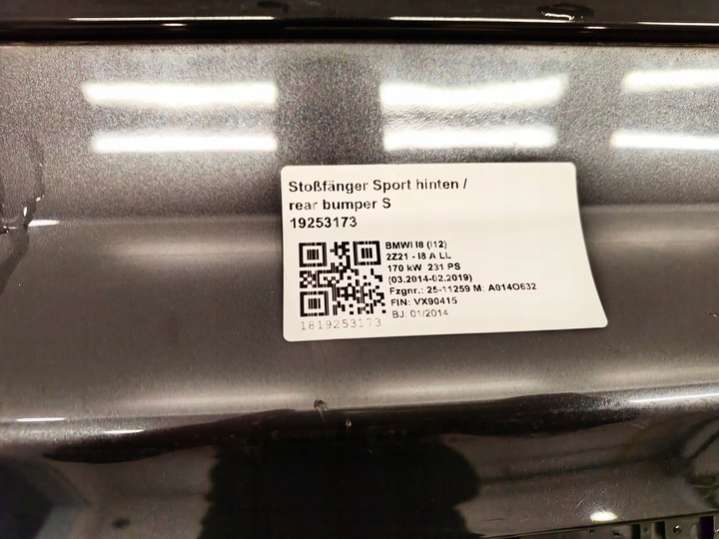 Stoßfänger Sport hinten /
rear bumper S
19253173
BMWI I8 (I12)
2Z21 - I8 A LL
170 kW 231 PS
(03.2014-02.2019)
Fzgnr.: 25-11259 M: A014O632
FIN: VX90415
BJ: 01/2014
1819253173